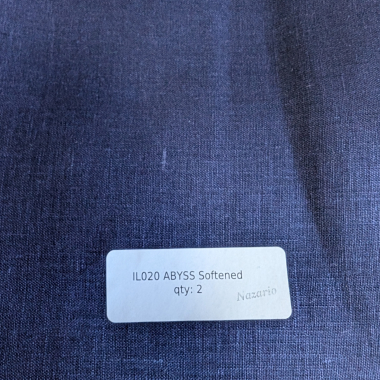 IL020 ABYSS Softened
qty: 2
Nazario